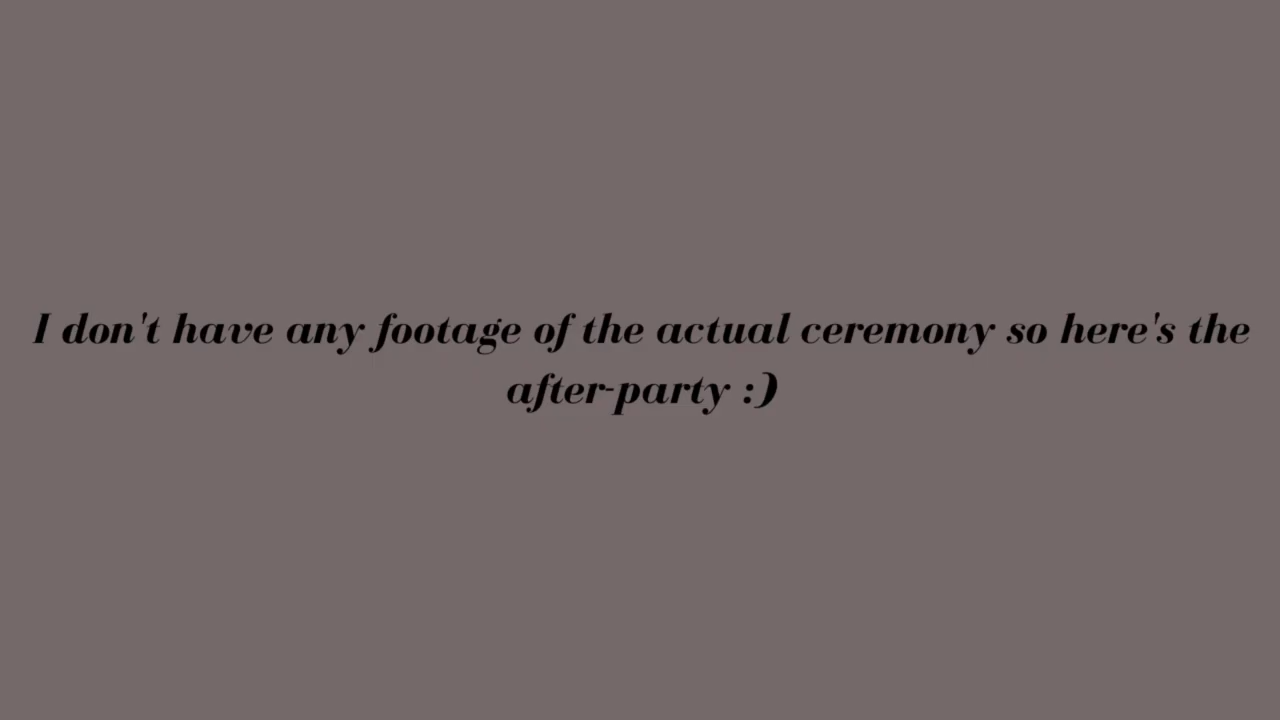 I don't have any footage of the actual ceremony so here's the
after-party :)